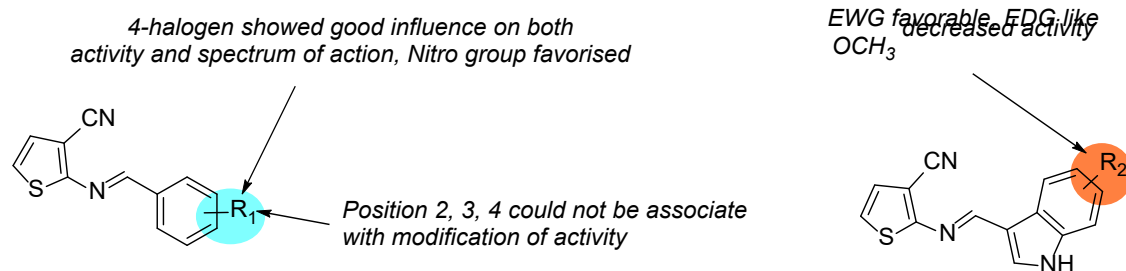 4-halogen showed good influence on both
activity and spectrum of action, Nitro group favorised
EWG favorable, EDG like
decreased activity
OCH3
CN
S
N
R1
Position 2, 3, 4 could not be associate
with modification of activity
R2
CN
S
N
NH